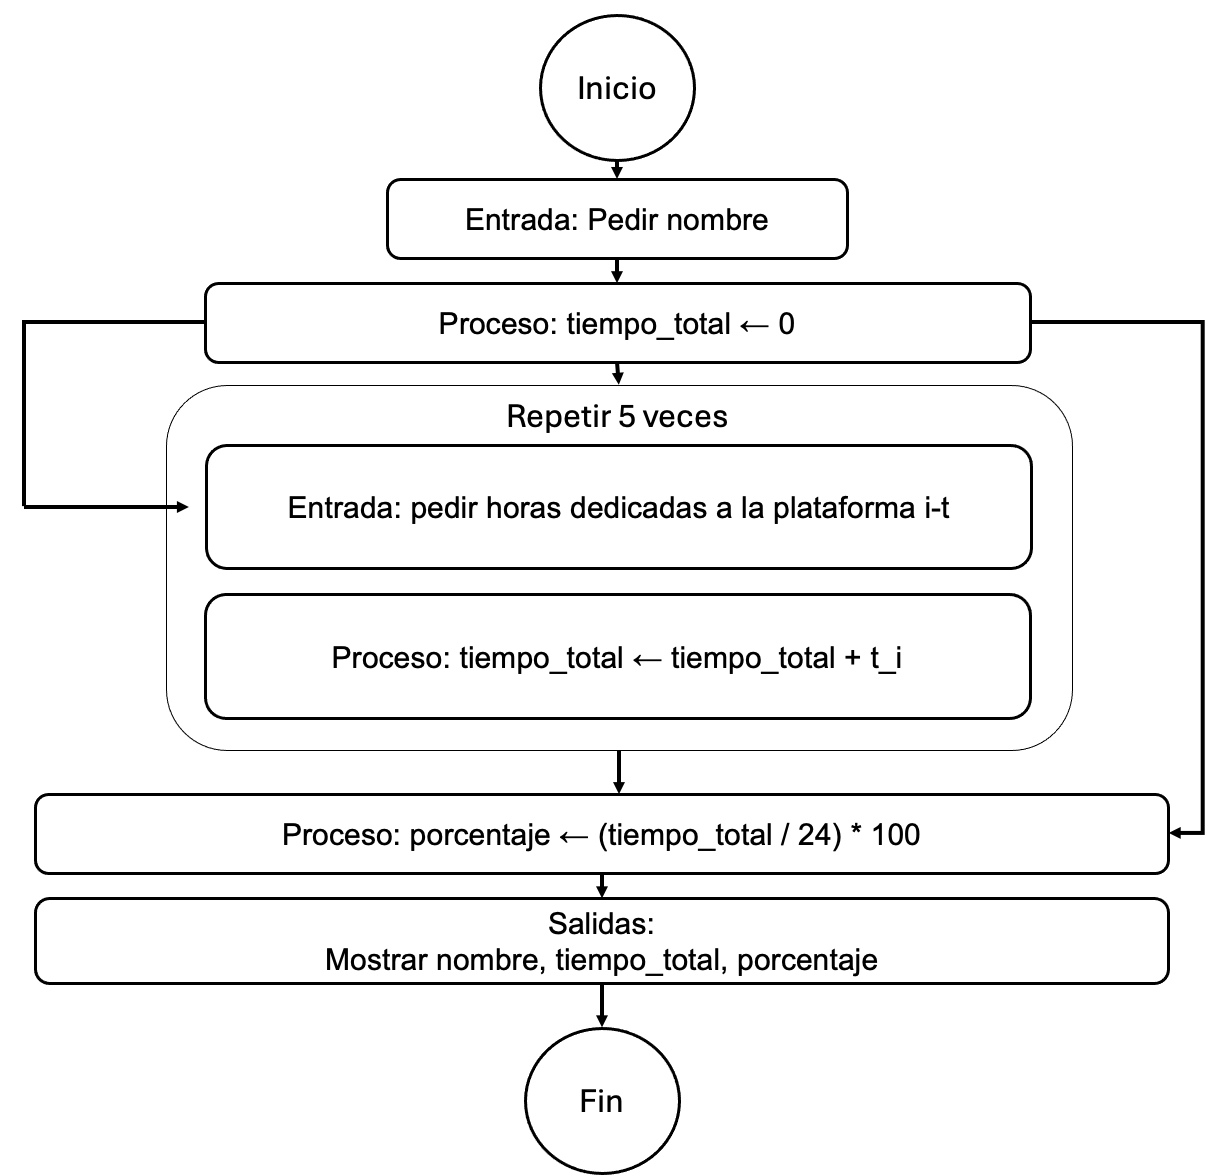 Inicio
Entrada: Pedir nombre
Proceso: tiempo_total ← 0
Repetir 5 veces
Entrada: pedir horas dedicadas a la plataforma i-t
Proceso: tiempo_total ← tiempo_total + t_i
Proceso: porcentaje ← (tiempo_total / 24) * 100
Salidas:
Mostrar nombre, tiempo_total, porcentaje
Fin